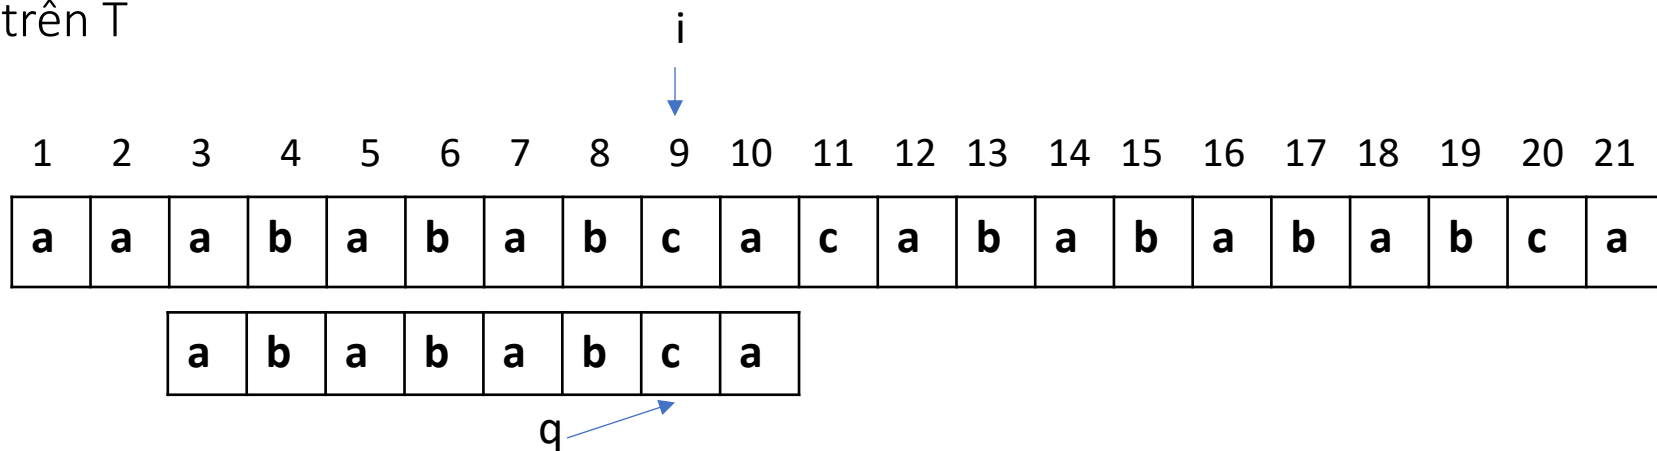 trên T
i
1 2 3 4 5 6 7 8 9 10 11 12 13 14 15 16 17 18 19 20 21
a a a b a b a b c a c a b a b a b a b c a
a b a b a b c a
q